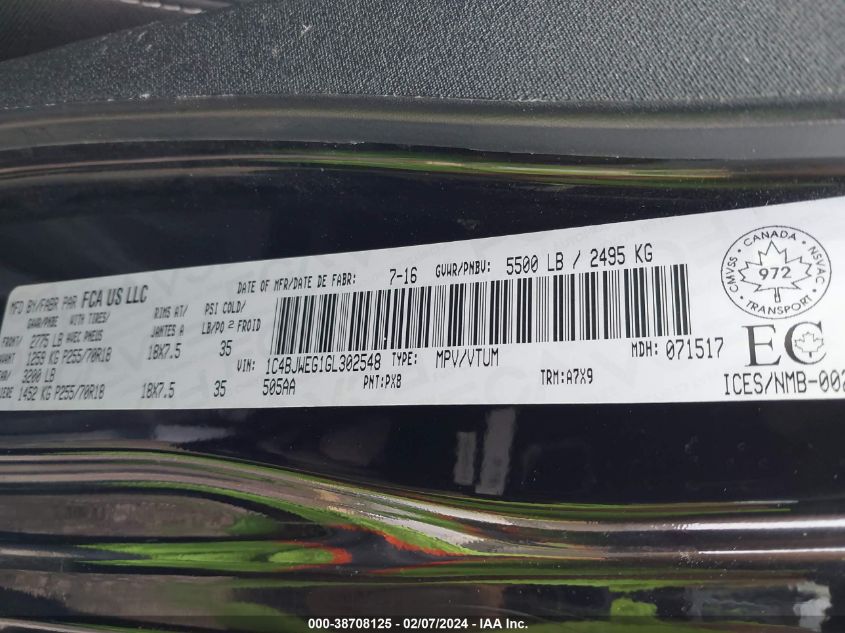 MFD BY/FABR PAR FCA US LLC
DATE OF MFR/DATE DE FABR: 7-16 GVWR/PNBV: 5500 LB / 2495 KG
GAWR/PNBE WITH TIRES/ RIMS AT/ PSI COLD/
AVEC PNEUS JANTES A LB/PO 2 FROID
FRONT/ 2775 LB
1259 KG P255/70R18 18X7.5 35
3200 LB
1452 KG P255/70R18 18X7.5 35
VIN: 1C4BJWEG1GL302548 TYPE: MPV/VTUM MDH: 071517
505AA PNT:PX8 TRM:A7X9
CANADA
CMVSS 972 NSVAC
TRANSPORT
EC
ICES/NMB-002
000-38708125 - 02/07/2024 - IAA Inc.